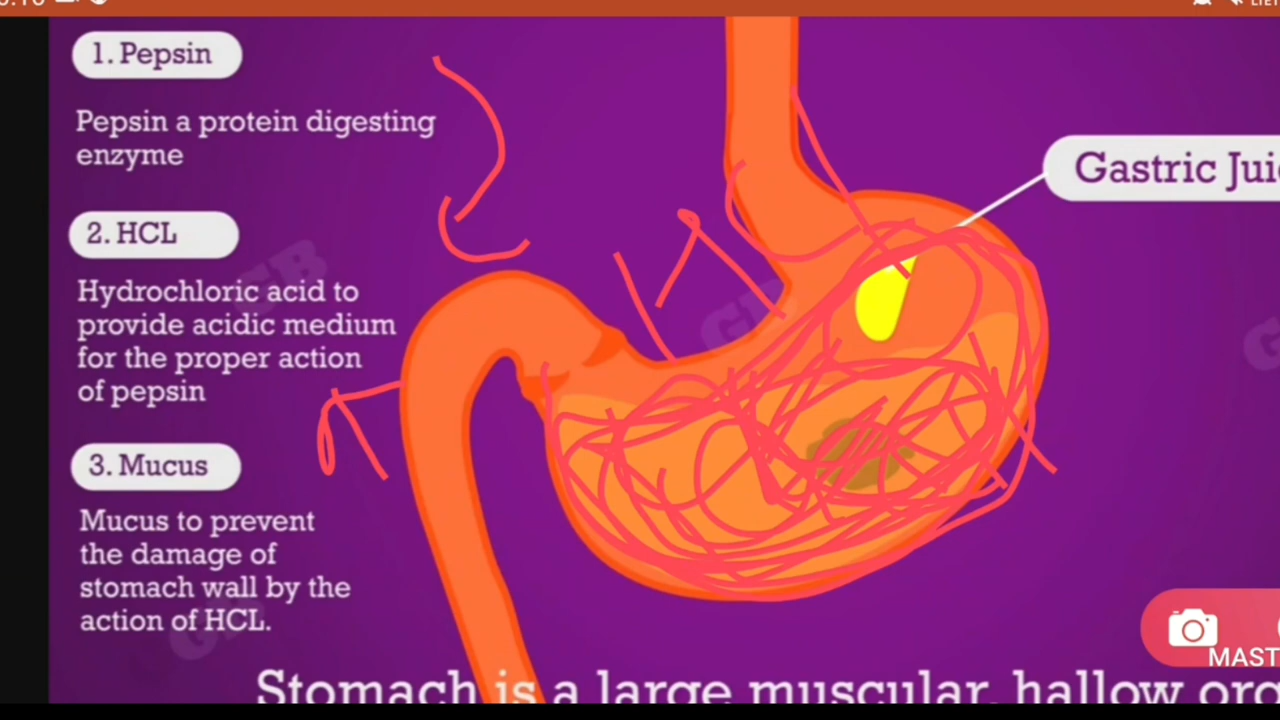 1. Pepsin
Pepsin a protein digesting
enzyme
2. HCL
Hydrochloric acid to
provide acidic medium
for the proper action
of pepsin
3. Mucus
Mucus to prevent
the damage of
stomach wall by the
action of HCL.
Gastric Jui
GEB
Stomach is a large muscular, hallow org
MAST